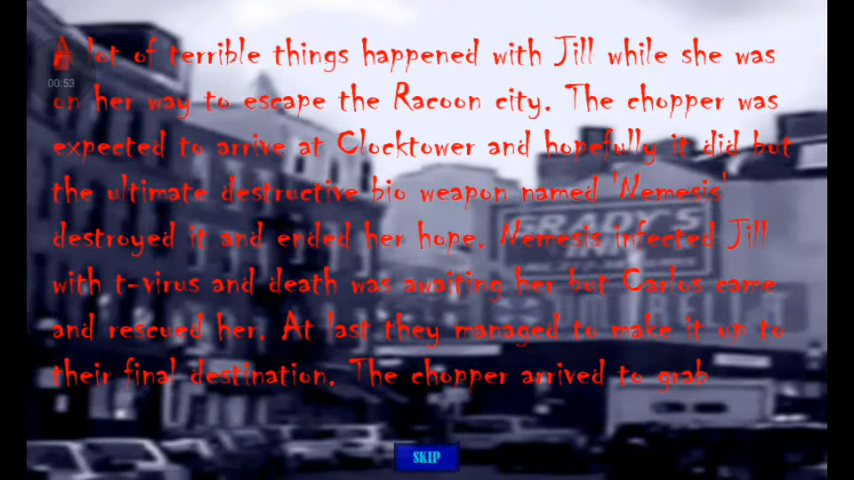 A lot of terrible things happened with Jill while she was
00:53
on her way to escape the Racoon city. The chopper was
expected to arrive at Clocktower and hopefully it did but
the ultimate destructive bio weapon named 'Nemesis'
destroyed it and ended her hope. Nemesis infected Jill
with t-virus and death was awaiting her but Carlos came
and rescued her. At last they managed to make it up to
their final destination. The chopper arrived to grab
GRADY'S
INN
SKIP